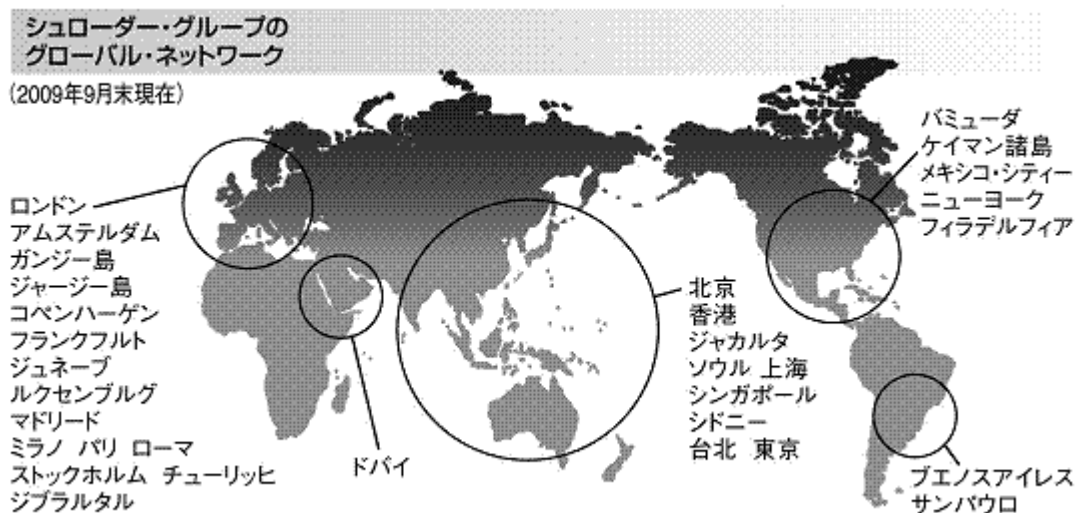 シュローダー・グループの
グローバル・ネットワーク
(2009年9月末現在)
ロンドン
アムステルダム
ガンジー島
ジャージー島
コペンハーゲン
フランクフルト
ジュネーブ
ルクセンブルグ
マドリード
ミラノ パリ ローマ
ストックホルム チューリッヒ
ジブラルタル
ドバイ
北京
香港
ジャカルタ
ソウル 上海
シンガポール
シドニー
台北 東京
バミューダ
ケイマン諸島
メキシコ・シティー
ニューヨーク
フィラデルフィア
ブエノスアイレス
サンパウロ